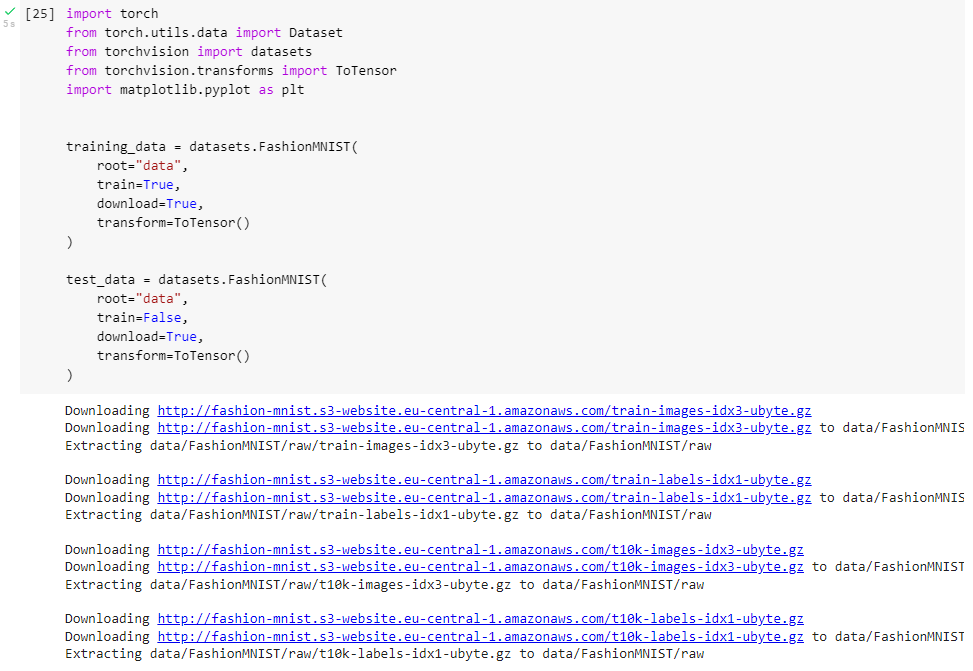 [25] import torch
5s
from torch.utils.data import Dataset
from torchvision import datasets
from torchvision.transforms import ToTensor
import matplotlib.pyplot as plt
training_data = datasets.FashionMNIST(
    root="data",
    train=True,
    download=True,
    transform=ToTensor()
)
test_data = datasets.FashionMNIST(
    root="data",
    train=False,
    download=True,
    transform=ToTensor()
)
Downloading http://fashion-mnist.s3-website.eu-central-1.amazonaws.com/train-images-idx3-ubyte.gz
Downloading http://fashion-mnist.s3-website.eu-central-1.amazonaws.com/train-images-idx3-ubyte.gz to data/FashionMNIS
Extracting data/FashionMNIST/raw/train-images-idx3-ubyte.gz to data/FashionMNIST/raw
Downloading http://fashion-mnist.s3-website.eu-central-1.amazonaws.com/train-labels-idx1-ubyte.gz
Downloading http://fashion-mnist.s3-website.eu-central-1.amazonaws.com/train-labels-idx1-ubyte.gz to data/FashionMNIS
Extracting data/FashionMNIST/raw/train-labels-idx1-ubyte.gz to data/FashionMNIST/raw
Downloading http://fashion-mnist.s3-website.eu-central-1.amazonaws.com/t10k-images-idx3-ubyte.gz
Downloading http://fashion-mnist.s3-website.eu-central-1.amazonaws.com/t10k-images-idx3-ubyte.gz to data/FashionMNIST
Extracting data/FashionMNIST/raw/t10k-images-idx3-ubyte.gz to data/FashionMNIST/raw
Downloading http://fashion-mnist.s3-website.eu-central-1.amazonaws.com/t10k-labels-idx1-ubyte.gz
Downloading http://fashion-mnist.s3-website.eu-central-1.amazonaws.com/t10k-labels-idx1-ubyte.gz to data/FashionMNIST
Extracting data/FashionMNIST/raw/t10k-labels-idx1-ubyte.gz to data/FashionMNIST/raw